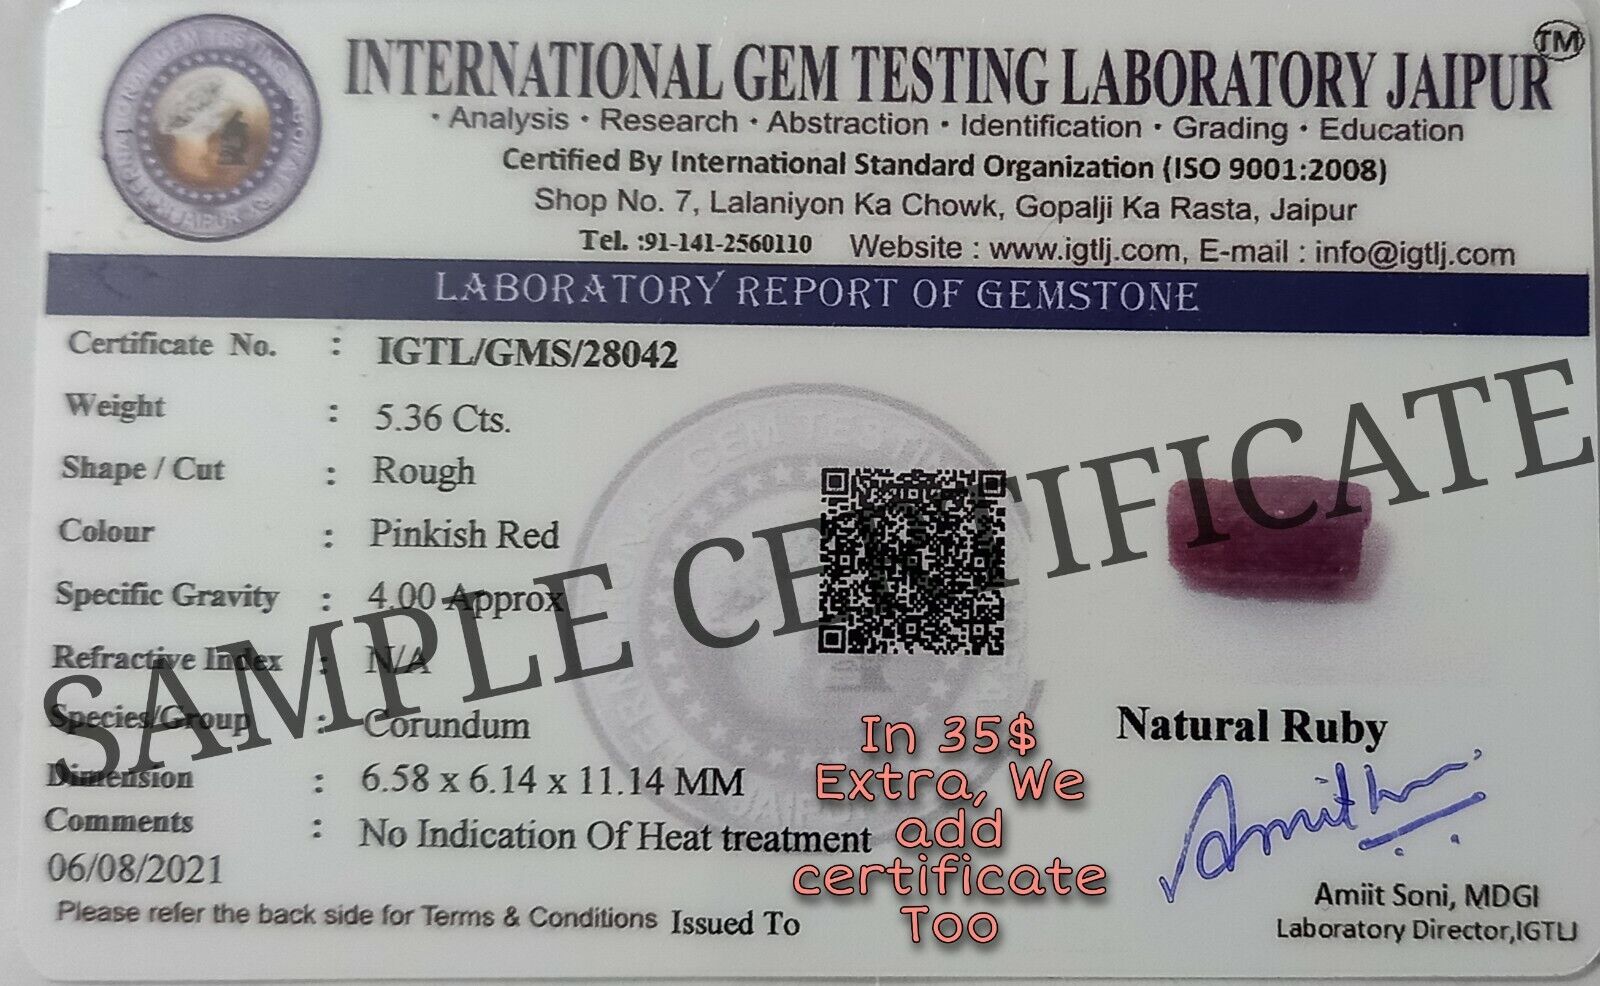 INTERNATIONAL GEM TESTING LABORATORY JAIPUR TM
• Analysis • Research • Abstraction • Identification • Grading • Education
Certified By International Standard Organization (ISO 9001:2008)
Shop No. 7, Lalaniyon Ka Chowk, Gopalji Ka Rasta, Jaipur
Tel. :91-141-2560110 Website : www.igtlj.com, E-mail : info@igtlj.com
LABORATORY REPORT OF GEMSTONE
Certificate No. : IGTL/GMS/28042
Weight : 5.36 Cts.
Shape / Cut : Rough
Colour : Pinkish Red
Specific Gravity : 4.00 Approx
Refractive Index : N/A
Species/Group : Corundum
Dimension : 6.58 x 6.14 x 11.14 MM
Comments : No Indication Of Heat treatment
06/08/2021
Please refer the back side for Terms & Conditions Issued To
SAMPLE CERTIFICATE
In 35$
Extra, We
add
certificate
Too
Natural Ruby
Amiit Soni, MDGI
Laboratory Director,IGTLJ